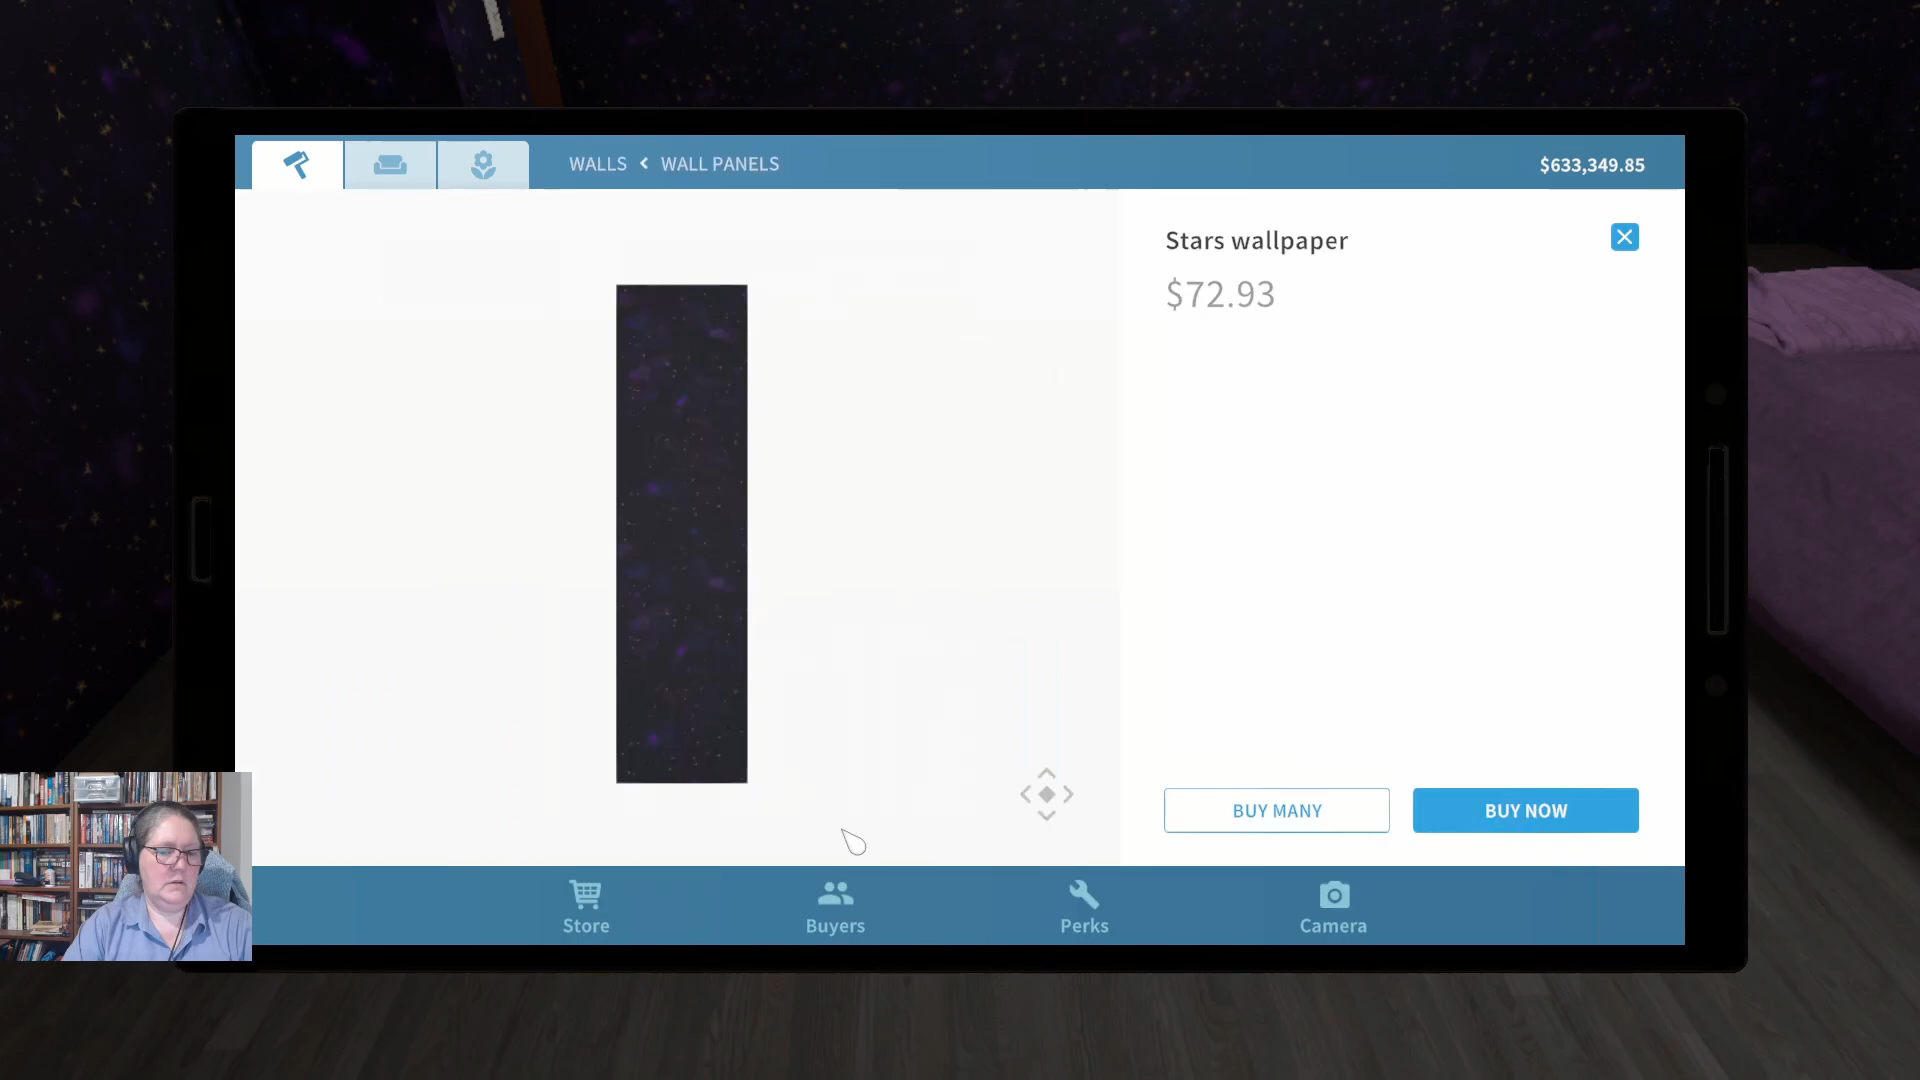 WALLS < WALL PANELS
$633,349.85
Stars wallpaper
$72.93
BUY MANY
BUY NOW
Store
Buyers
Perks
Camera